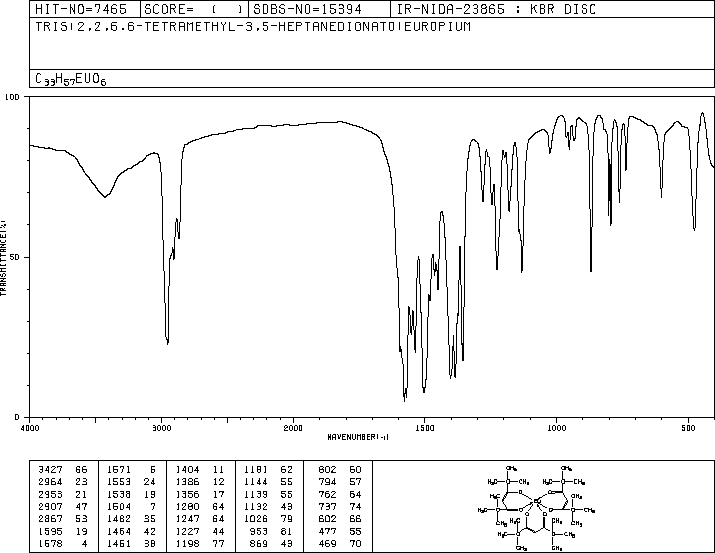 HIT-NO=7465 SCORE= ( ) SDBS-NO=15394 IR-NIDA-23865 : KBR DISC
TRIS(2,2,6,6-TETRAMETHYL-3,5-HEPTANEDIONATO)EUROPIUM
C33H57EUO6
100
50
0
TRANSMITTANCE(%)
4000 3000 2000 1500 1000 500
WAVENUMBER(-1)
3427 66 1571 6 1404 11 1181 62 802 60
2964 23 1553 24 1386 12 1144 55 794 57
2953 21 1538 19 1356 17 1139 55 762 64
2907 47 1504 7 1280 64 1132 43 737 74
2867 53 1482 35 1247 64 1026 79 602 66
1595 19 1464 42 1227 44 953 81 477 55
1578 4 1451 38 1198 77 869 43 469 70